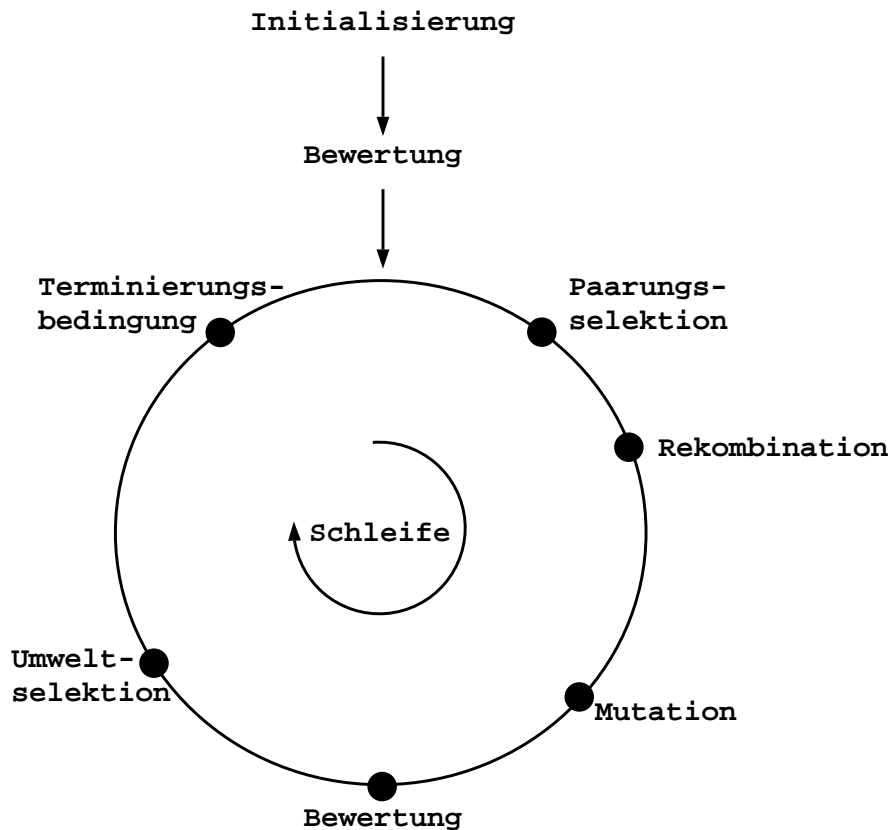 Initialisierung
Bewertung
Terminierungs-
bedingung
Paarungs-
selektion
Rekombination
Schleife
Umwelt-
selektion
Mutation
Bewertung